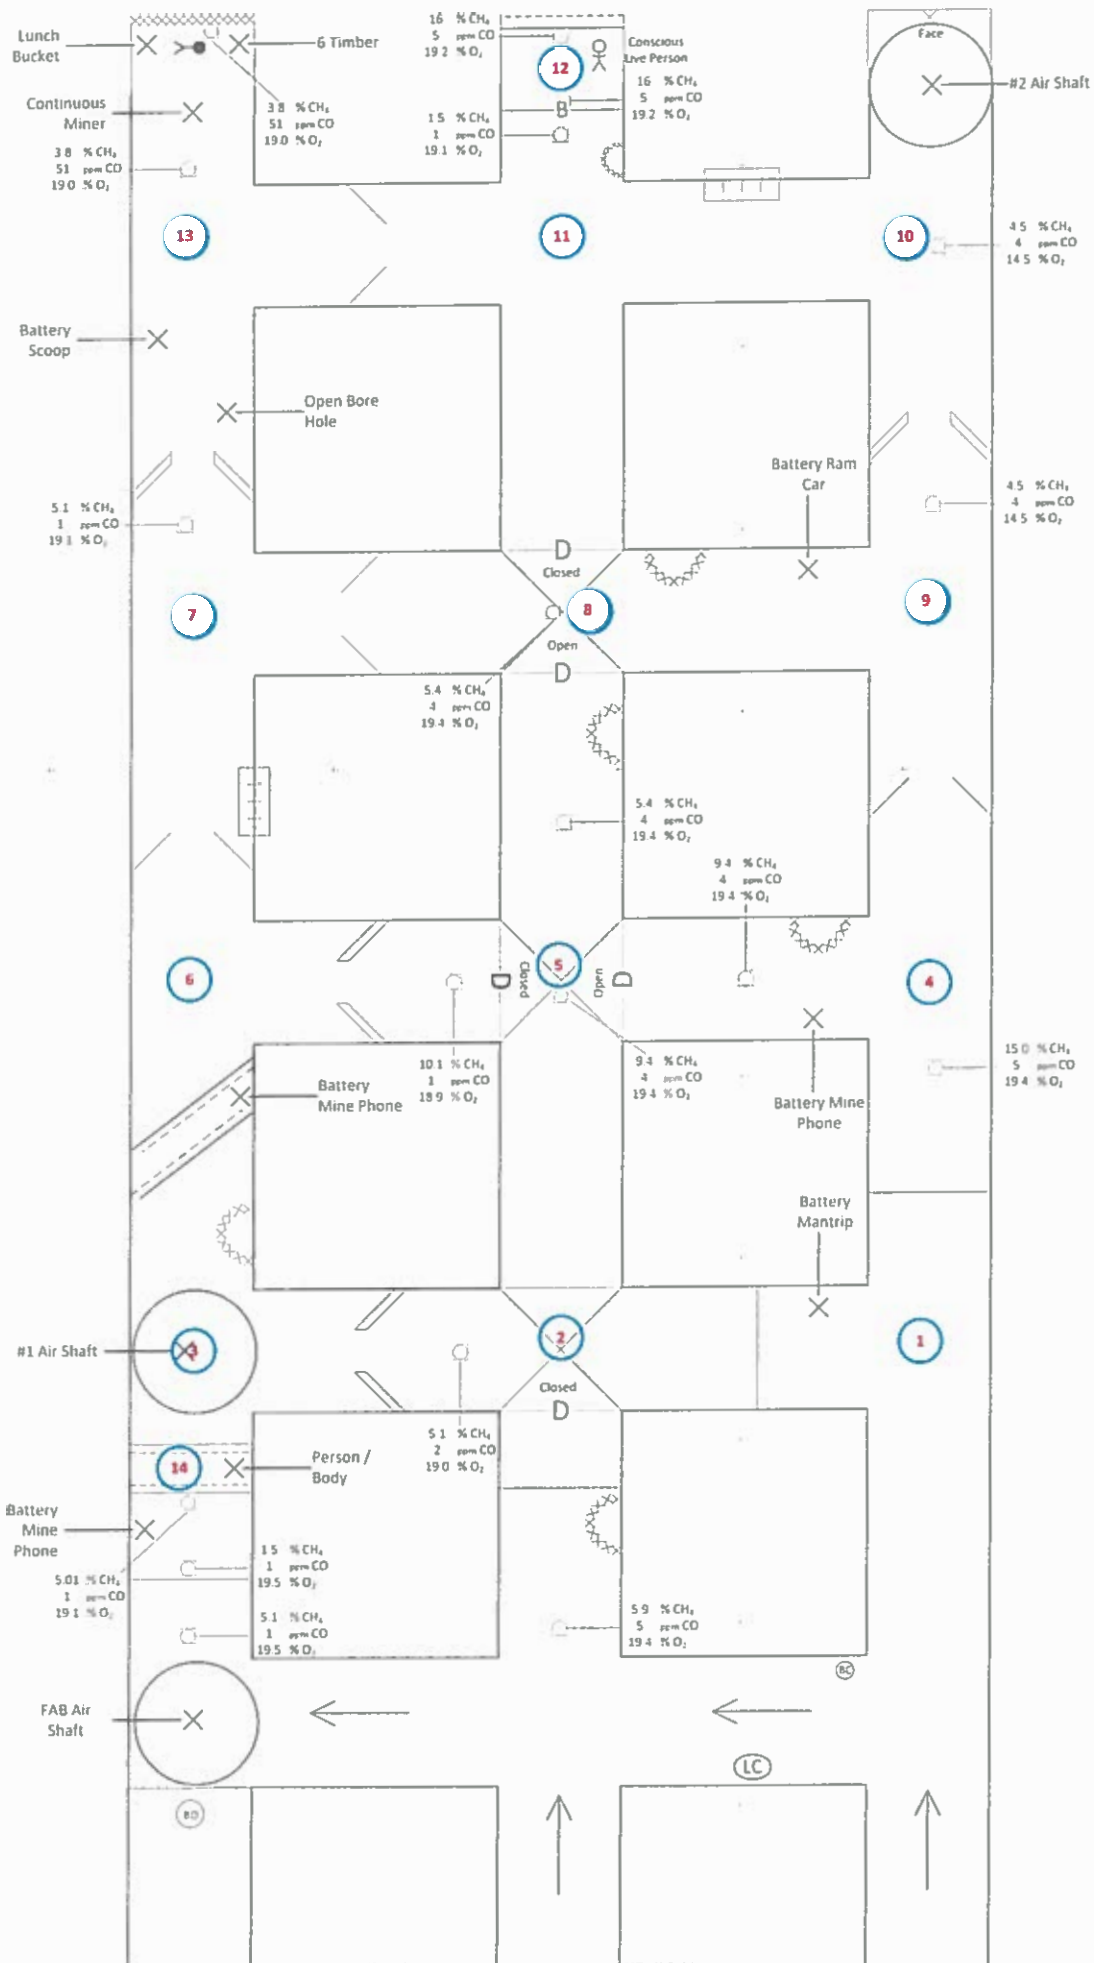 Lunch
Bucket
6 Timber
16 % CH₄
5 ppm CO
19.2 % O₂
12
Conscious
Live Person
Face
#2 Air Shaft
Continuous
Miner
3.8 % CH₄
51 ppm CO
19.0 % O₂
1.5 % CH₄
1 ppm CO
19.1 % O₂
B
16 % CH₄
5 ppm CO
19.2 % O₂
3.8 % CH₄
51 ppm CO
19.0 % O₂
13
11
10
4.5 % CH₄
4 ppm CO
14.5 % O₂
Battery
Scoop
Open Bore
Hole
Battery Ram
Car
5.1 % CH₄
1 ppm CO
19.1 % O₂
4.5 % CH₄
4 ppm CO
14.5 % O₂
D
Closed
7
8
9
Open
D
5.4 % CH₄
4 ppm CO
19.4 % O₂
5.4 % CH₄
4 ppm CO
19.4 % O₂
9.4 % CH₄
4 ppm CO
19.4 % O₂
6
D
Closed
5
Open
D
4
10.1 % CH₄
1 ppm CO
18.9 % O₂
9.4 % CH₄
4 ppm CO
19.4 % O₂
15.0 % CH₄
5 ppm CO
19.4 % O₂
Battery
Mine Phone
Battery Mine
Phone
Battery
Mantrip
#1 Air Shaft
3
2
1
Closed
D
5.1 % CH₄
2 ppm CO
19.0 % O₂
14
Person /
Body
Battery
Mine
Phone
1.5 % CH₄
1 ppm CO
19.5 % O₂
5.01 % CH₄
1 ppm CO
19.1 % O₂
5.1 % CH₄
1 ppm CO
19.5 % O₂
5.9 % CH₄
5 ppm CO
19.4 % O₂
BC
FAB Air
Shaft
LC
BD